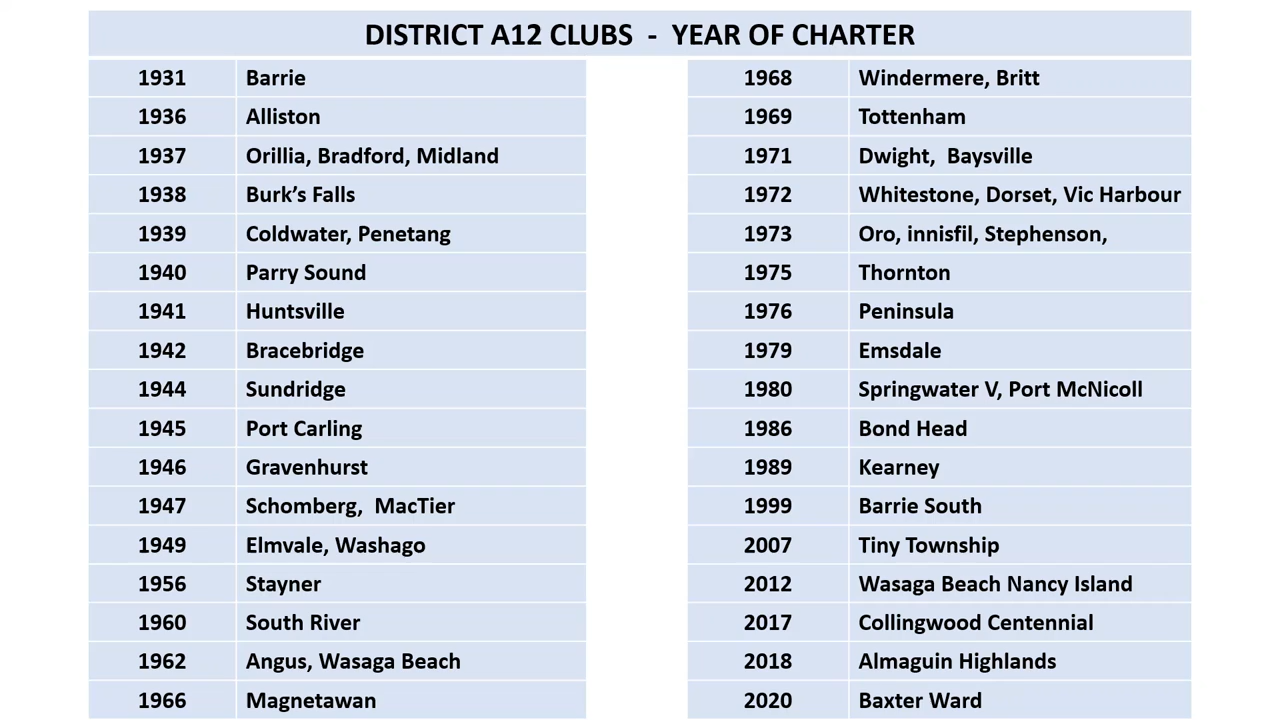 DISTRICT A12 CLUBS - YEAR OF CHARTER
1931 Barrie
1936 Alliston
1937 Orillia, Bradford, Midland
1938 Burk’s Falls
1939 Coldwater, Penetang
1940 Parry Sound
1941 Huntsville
1942 Bracebridge
1944 Sundridge
1945 Port Carling
1946 Gravenhurst
1947 Schomberg, MacTier
1949 Elmvale, Washago
1956 Stayner
1960 South River
1962 Angus, Wasaga Beach
1966 Magnetawan
1968 Windermere, Britt
1969 Tottenham
1971 Dwight, Baysville
1972 Whitestone, Dorset, Vic Harbour
1973 Oro, innisfil, Stephenson,
1975 Thornton
1976 Peninsula
1979 Emsdale
1980 Springwater V, Port McNicoll
1986 Bond Head
1989 Kearney
1999 Barrie South
2007 Tiny Township
2012 Wasaga Beach Nancy Island
2017 Collingwood Centennial
2018 Almaguin Highlands
2020 Baxter Ward